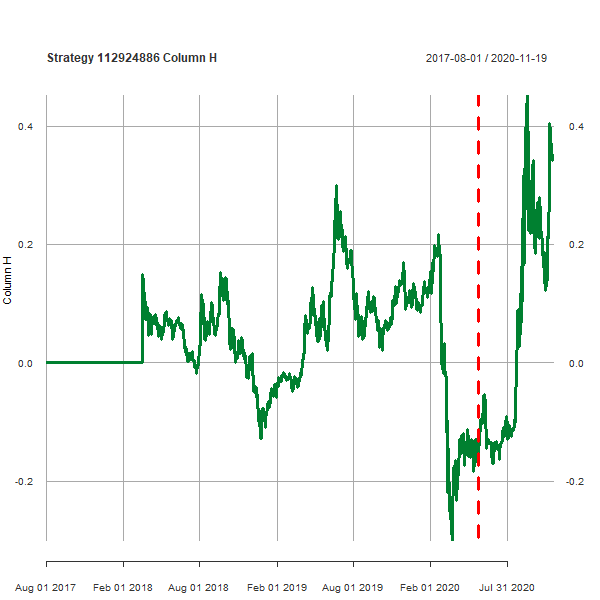 Strategy 112924886 Column H
2017-08-01 / 2020-11-19
0.4
0.4
0.2
0.2
Column H
0.0
0.0
-0.2
-0.2
Aug 01 2017
Feb 01 2018
Aug 01 2018
Feb 01 2019
Aug 01 2019
Feb 01 2020
Jul 31 2020